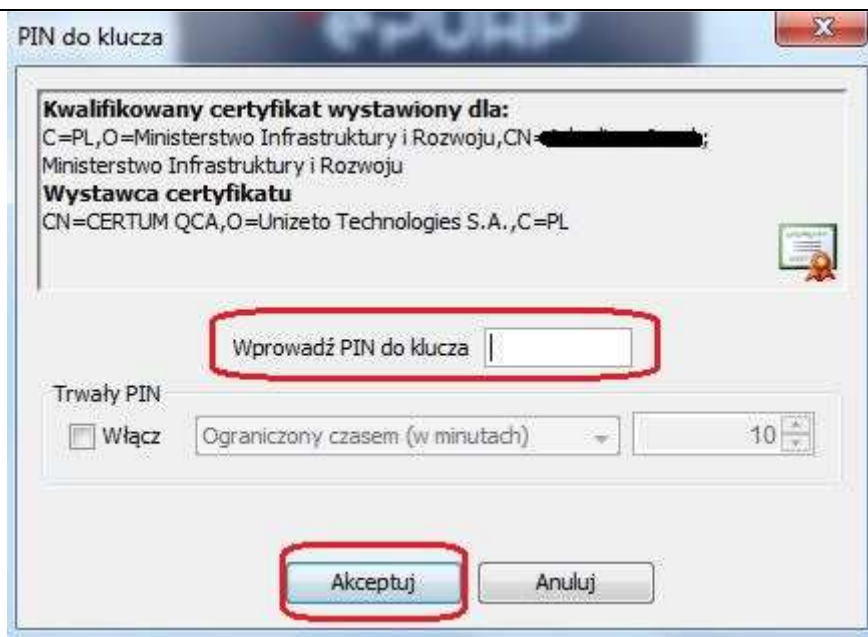 ePUAP
PIN do klucza
Kwalifikowany certyfikat wystawiony dla:
C=PL,O=Ministerstwo Infrastruktury i Rozwoju,CN= ;
Ministerstwo Infrastruktury i Rozwoju
Wystawca certyfikatu
CN=CERTUM QCA,O=Unizeto Technologies S.A.,C=PL
Wprowadź PIN do klucza
Trwały PIN
Włącz Ograniczony czasem (w minutach) 10
Akceptuj Anuluj